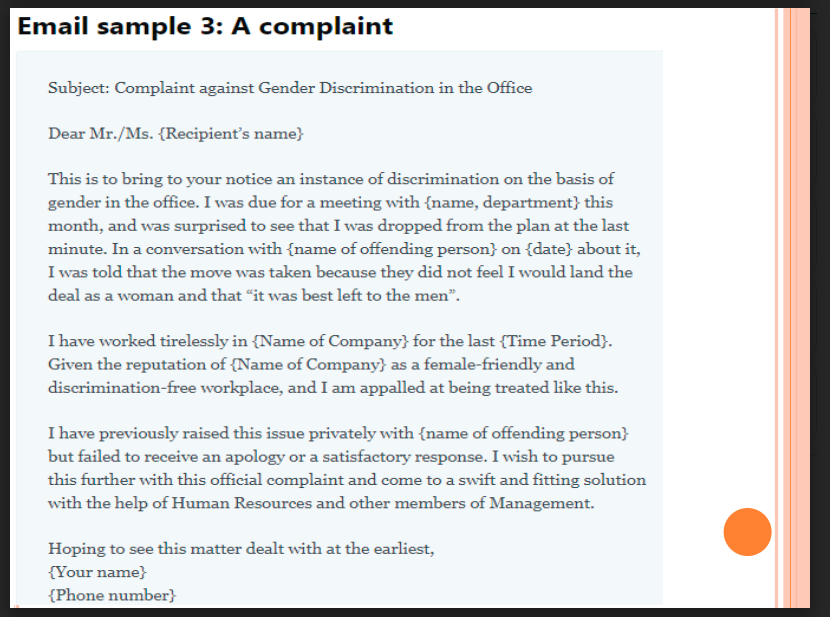 Email sample 3: A complaint
Subject: Complaint against Gender Discrimination in the Office
Dear Mr./Ms. {Recipient’s name}
This is to bring to your notice an instance of discrimination on the basis of
gender in the office. I was due for a meeting with {name, department} this
month, and was surprised to see that I was dropped from the plan at the last
minute. In a conversation with {name of offending person} on {date} about it,
I was told that the move was taken because they did not feel I would land the
deal as a woman and that “it was best left to the men”.
I have worked tirelessly in {Name of Company} for the last {Time Period}.
Given the reputation of {Name of Company} as a female-friendly and
discrimination-free workplace, and I am appalled at being treated like this.
I have previously raised this issue privately with {name of offending person}
but failed to receive an apology or a satisfactory response. I wish to pursue
this further with this official complaint and come to a swift and fitting solution
with the help of Human Resources and other members of Management.
Hoping to see this matter dealt with at the earliest,
{Your name}
{Phone number}